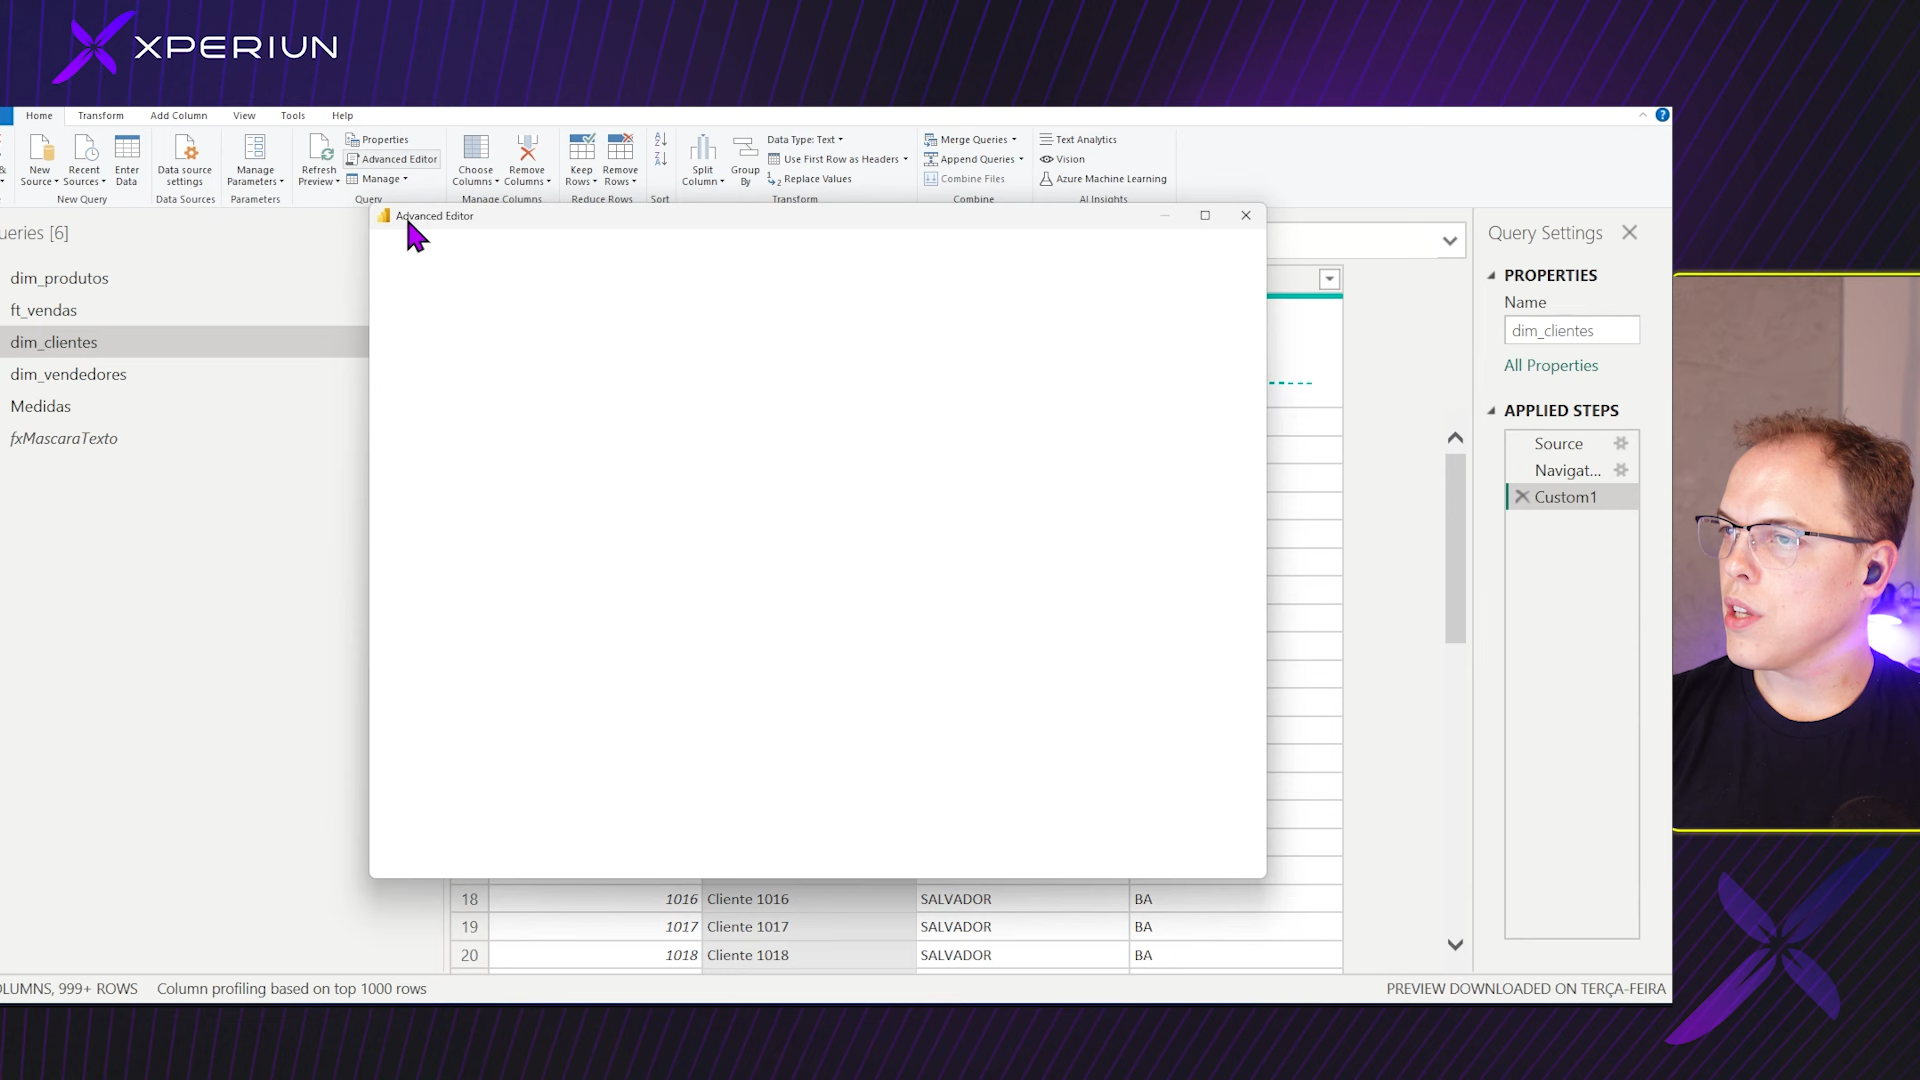 XPERIUN
Home Transform Add Column View Tools Help
New Source Recent Sources Enter Data
New Query
Data source settings
Data Sources
Manage Parameters
Parameters
Refresh Preview
Properties
Advanced Editor
Manage
Query
Choose Columns Remove Columns
Manage Columns
Keep Rows Remove Rows
Reduce Rows
Sort
Split Column Group By
Data Type: Text
Use First Row as Headers
Replace Values
Transform
Merge Queries
Append Queries
Combine Files
Combine
Text Analytics
Vision
Azure Machine Learning
AI Insights
ueries [6]
dim_produtos
ft_vendas
dim_clientes
dim_vendedores
Medidas
fxMascaraTexto
Advanced Editor
18 1016 Cliente 1016 SALVADOR BA
19 1017 Cliente 1017 SALVADOR BA
20 1018 Cliente 1018 SALVADOR BA
Query Settings
PROPERTIES
Name
dim_clientes
All Properties
APPLIED STEPS
Source
Navigat...
Custom1
OLUMNS, 999+ ROWS Column profiling based on top 1000 rows
PREVIEW DOWNLOADED ON TERÇA-FEIRA